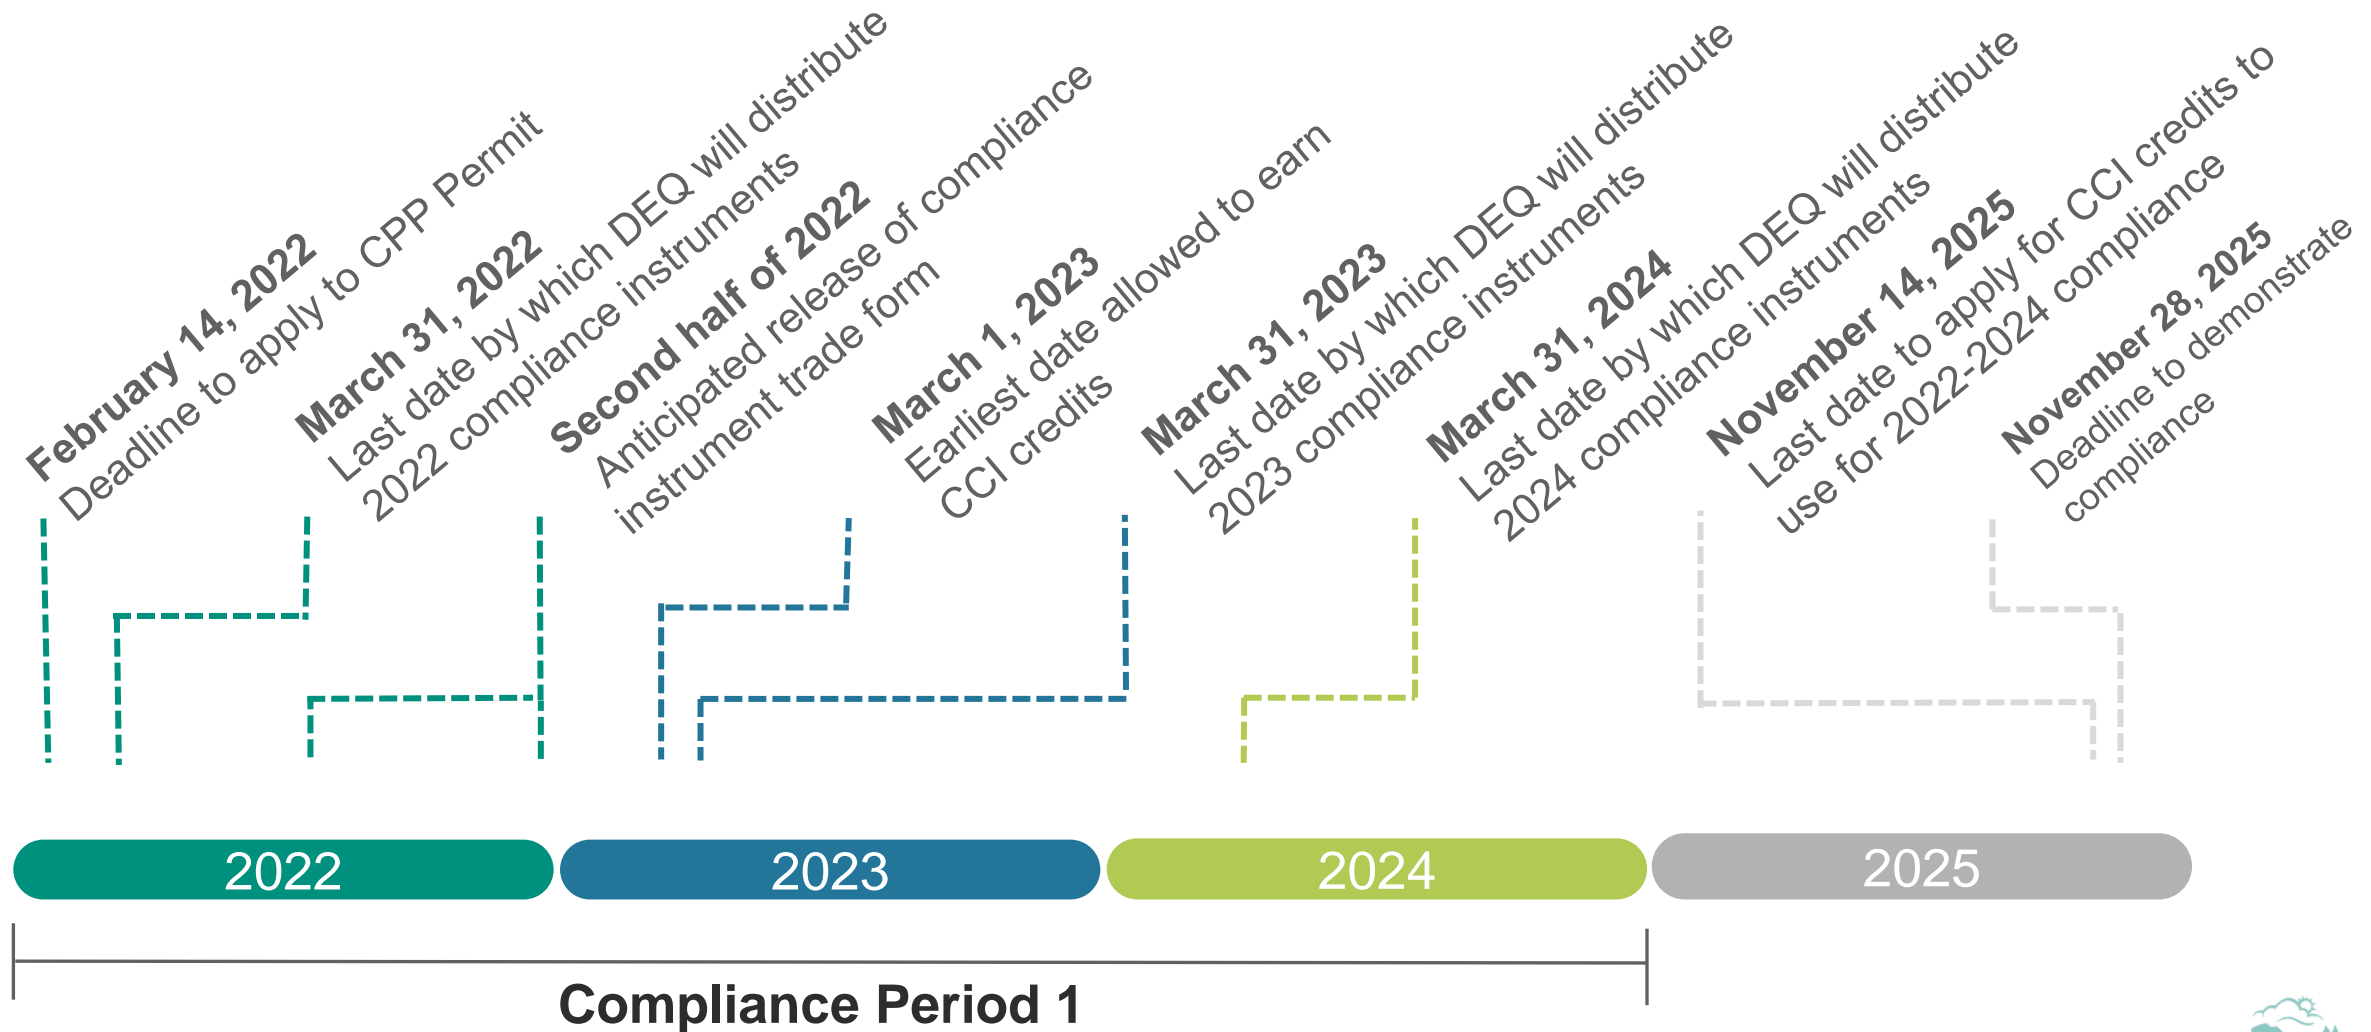 February 14, 2022
Deadline to apply to CPP Permit
March 31, 2022
Last date by which DEQ will distribute
2022 compliance instruments
Second half of 2022
Anticipated release of compliance
instrument trade form
March 1, 2023
Earliest date allowed to earn
CCI credits
March 31, 2023
Last date by which DEQ will distribute
2023 compliance instruments
March 31, 2024
Last date by which DEQ will distribute
2024 compliance instruments
November 14, 2025
Last date to apply for CCI credits to
use for 2022-2024 compliance
November 28, 2025
Deadline to demonstrate
compliance
2022
2023
2024
2025
Compliance Period 1